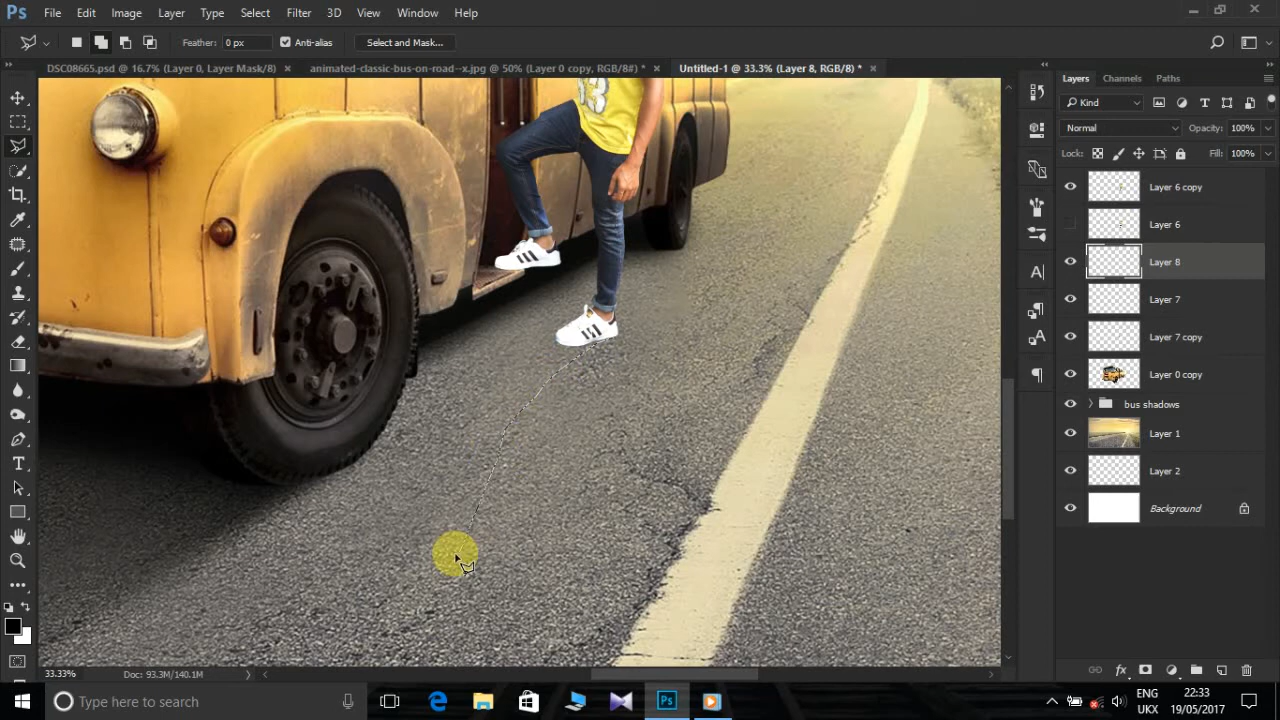 Ps File Edit Image Layer Type Select Filter 3D View Window Help
Feather: 0 px Anti-alias Select and Mask...
DSC08665.psd @ 16.7% (Layer 0, Layer Mask/8) × animated-classic-bus-on-road--x.jpg @ 50% (Layer 0 copy, RGB/8#) * × Untitled-1 @ 33.3% (Layer 8, RGB/8) * ×
Layers Channels Paths
Kind
Normal Opacity: 100%
Lock: Fill: 100%
Layer 6 copy
Layer 6
Layer 8
Layer 7
Layer 7 copy
Layer 0 copy
bus shadows
Layer 1
Layer 2
Background
33.33% Doc: 93.3M/140.1M
Type here to search
ENG
UKX
22:33
19/05/2017